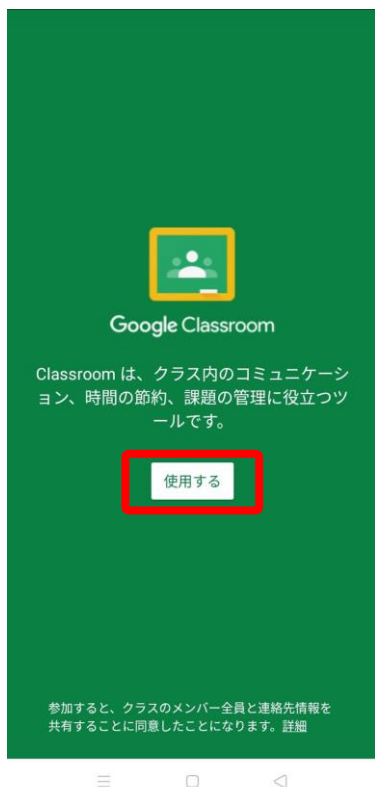 Google Classroom
Classroom は、クラス内のコミュニケーシ
ョン、時間の節約、課題の管理に役立つツ
ールです。
使用する
参加すると、クラスのメンバー全員と連絡先情報を
共有することに同意したことになります。詳細